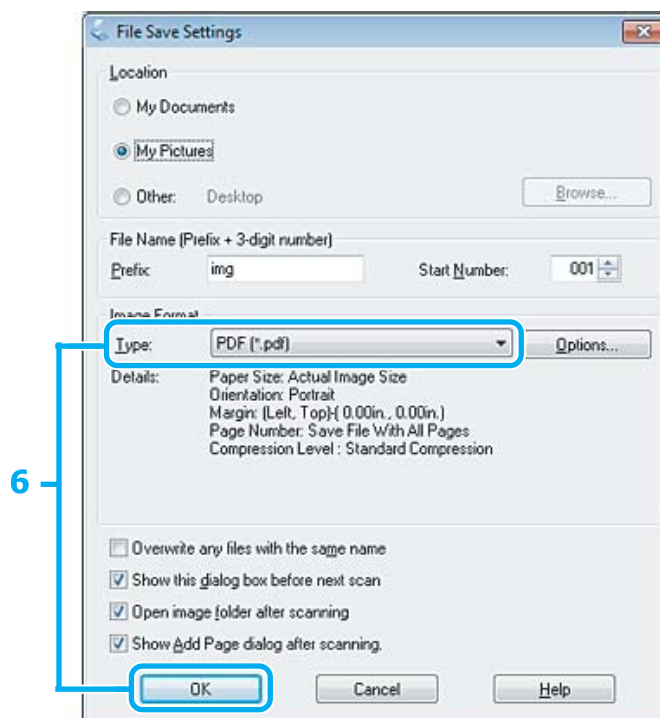 File Save Settings
Location
My Documents
My Pictures
Other: Desktop Browse...
File Name (Prefix + 3-digit number)
Prefix: img Start Number: 001
Image Format
Type: PDF (*.pdf) Options...
Details: Paper Size: Actual Image Size
Orientation: Portrait
Margin: (Left, Top)-( 0.00in., 0.00in.)
Page Number: Save File With All Pages
Compression Level : Standard Compression
6
Overwrite any files with the same name
Show this dialog box before next scan
Open image folder after scanning
Show Add Page dialog after scanning.
OK Cancel Help